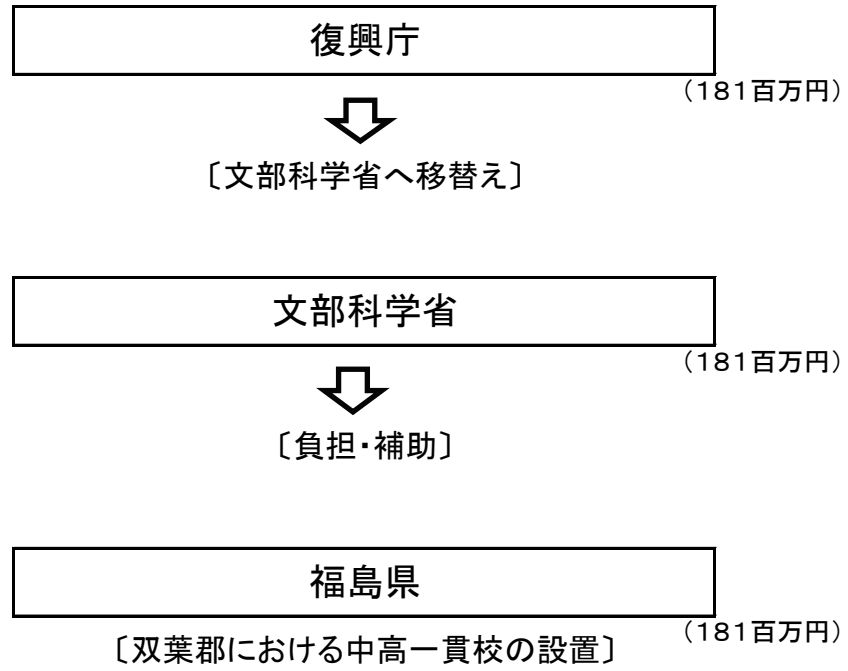 復興庁
（181百万円）
〔文部科学省へ移替え〕
文部科学省
（181百万円）
〔負担・補助〕
福島県
（181百万円）
〔双葉郡における中高一貫校の設置〕